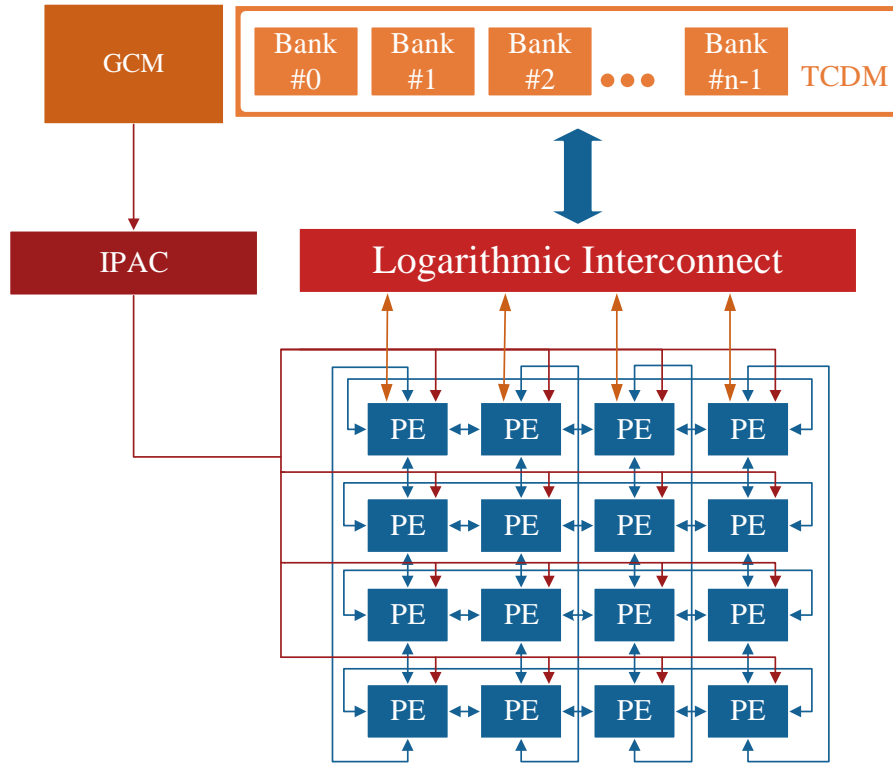 GCM
Bank
#0
Bank
#1
Bank
#2
Bank
#n-1
TCDM
IPAC
Logarithmic Interconnect
PE PE PE PE
PE PE PE PE
PE PE PE PE
PE PE PE PE